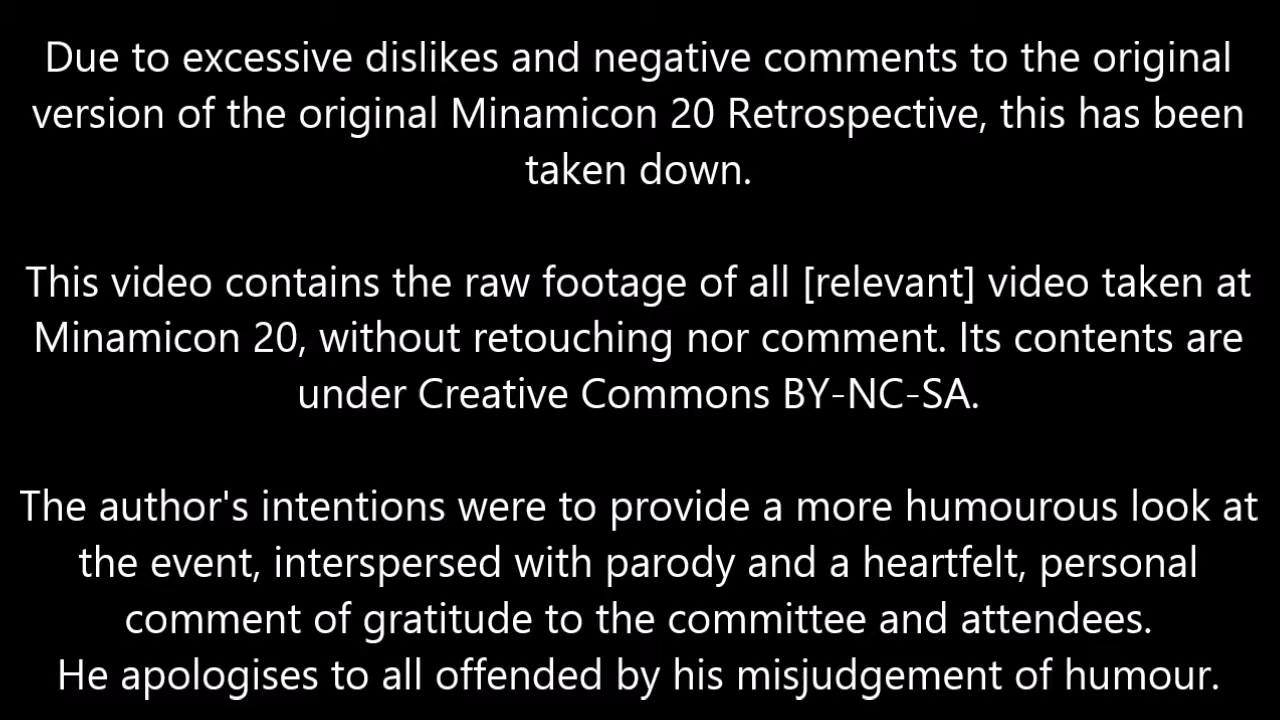 Due to excessive dislikes and negative comments to the original
version of the original Minamicon 20 Retrospective, this has been
taken down.
This video contains the raw footage of all [relevant] video taken at
Minamicon 20, without retouching nor comment. Its contents are
under Creative Commons BY-NC-SA.
The author's intentions were to provide a more humourous look at
the event, interspersed with parody and a heartfelt, personal
comment of gratitude to the committee and attendees.
He apologises to all offended by his misjudgement of humour.